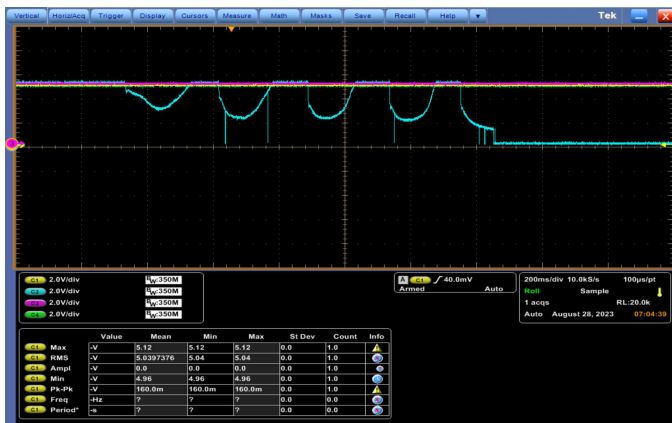 Vertical Horiz/Acq Trigger Display Cursors Measure Math Masks Save Recall Help Tek X
3
C1 2.0V/div BW:350M
C2 2.0V/div BW:350M
C3 2.0V/div BW:350M
C4 2.0V/div BW:350M
A C1 40.0mV
Armed Auto
200ms/div 10.0kS/s 100µs/pt
Roll Sample
1 acqs RL:20.0k
Auto August 28, 2023 07:04:39
Value Mean Min Max St Dev Count Info
C1 Max -V 5.12 5.12 5.12 0.0 1.0
C1 RMS -V 5.0397376 5.04 5.04 0.0 1.0
C1 Ampl -V 0.0 0.0 0.0 0.0 1.0
C1 Min -V 4.96 4.96 4.96 0.0 1.0
C1 Pk-Pk -V 160.0m 160.0m 160.0m 0.0 1.0
C1 Freq -Hz ? ? ? 0.0 0.0
C1 Period* -s ? ? ? 0.0 0.0